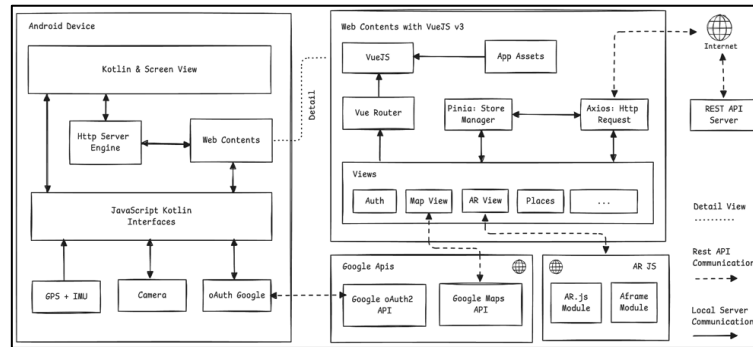 Android Device
Kotlin & Screen View
Http Server
Engine
Web Contents
JavaScript Kotlin
Interfaces
GPS + IMU
Camera
oAuth Google
Detail
Web Contents with VueJS v3
VueJS
App Assets
Vue Router
Pinia: Store
Manager
Axios: Http
Request
Views
Auth
Map View
AR View
Places
...
Google Apis
Google oAuth2
API
Google Maps
API
AR JS
AR.js
Module
Aframe
Module
Internet
REST API
Server
Detail View
Rest API
Communication
Local Server
Communication